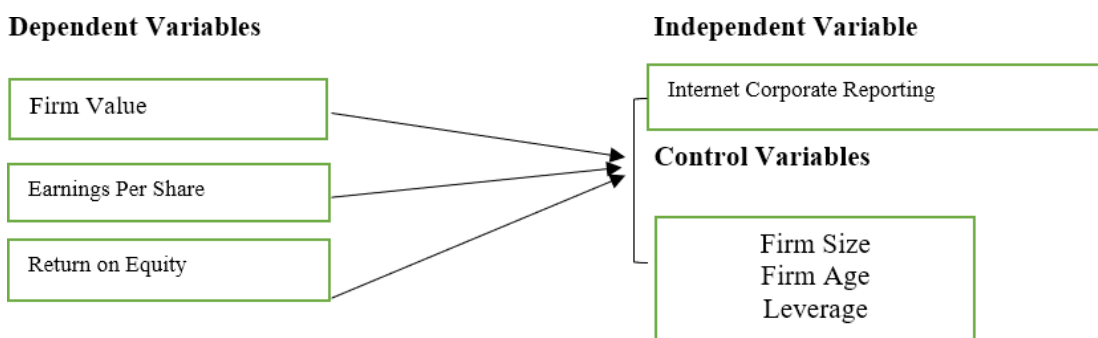 Dependent Variables
Firm Value
Earnings Per Share
Return on Equity
Independent Variable
Internet Corporate Reporting
Control Variables
Firm Size
Firm Age
Leverage